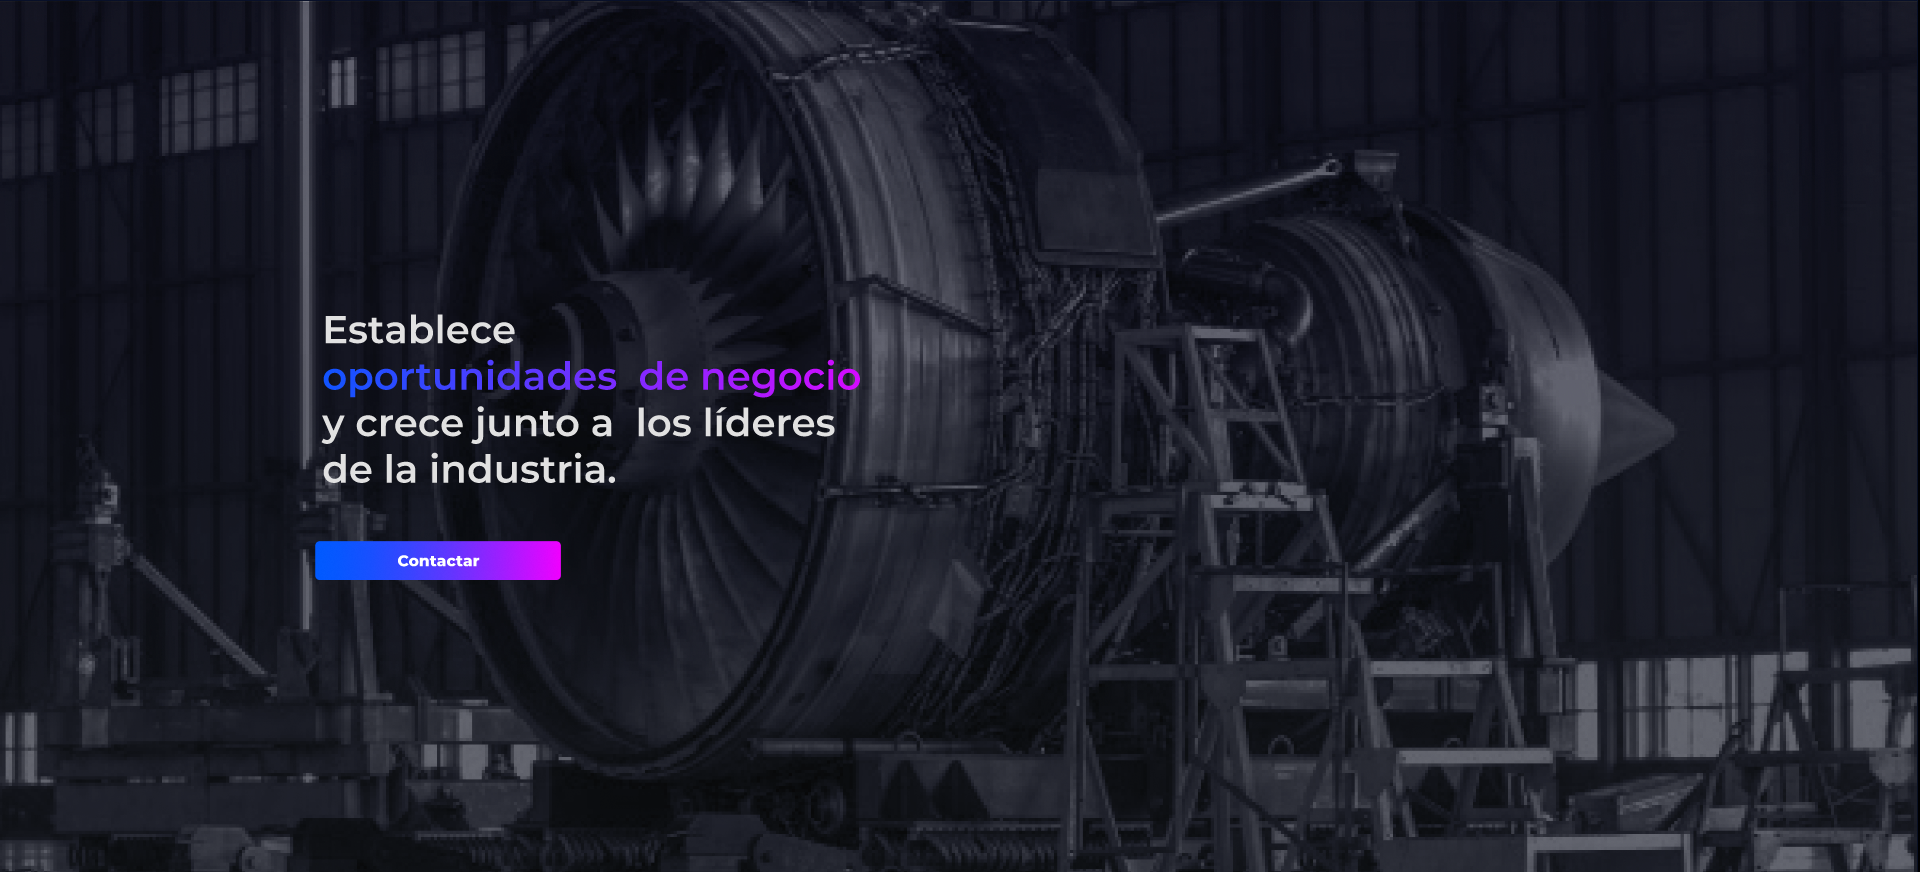 Establece
oportunidades de negocio
y crece junto a los líderes
de la industria.
Contactar